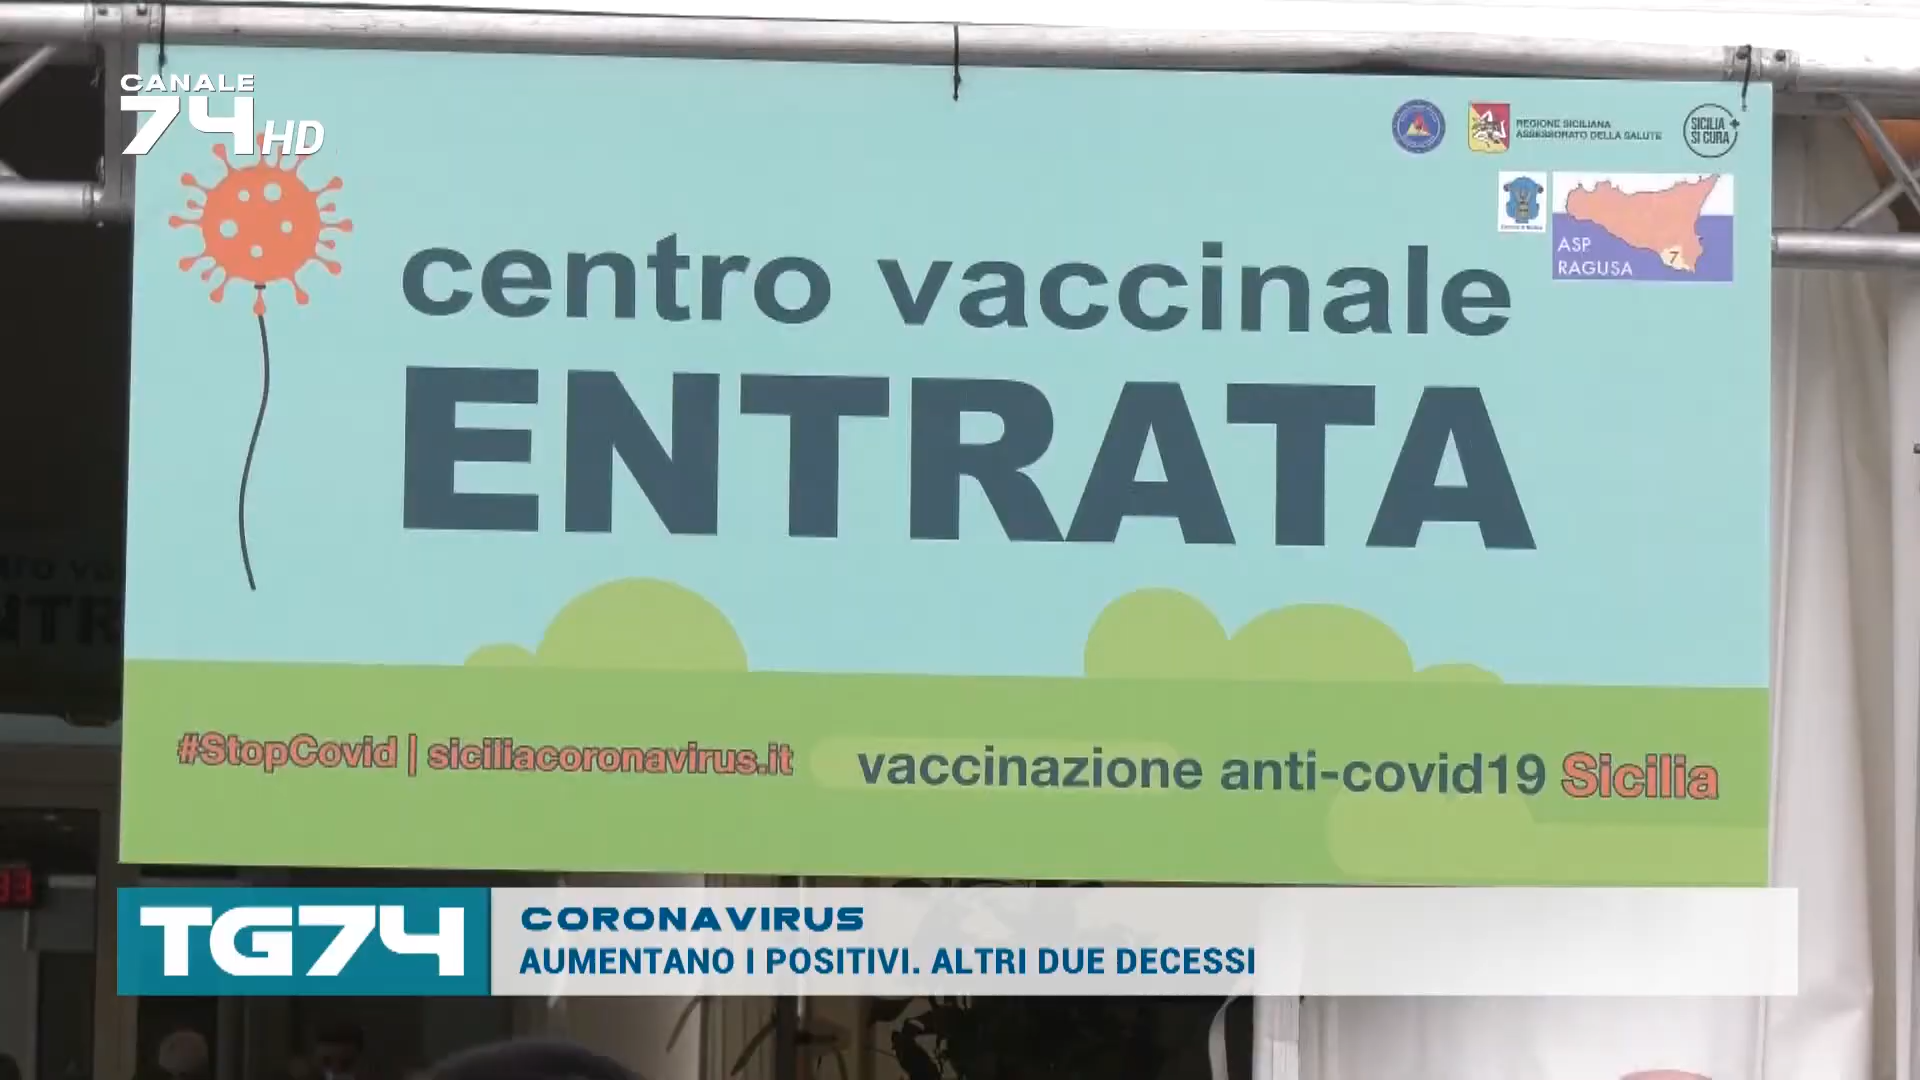 CANALE
74 HD
REGIONE SICILIANA
ASSESSORATO DELLA SALUTE
SICILIA
SI CURA
ASP
RAGUSA
7
centro vaccinale
ENTRATA
#StopCovid | siciliacoronavirus.it
vaccinazione anti-covid19 Sicilia
TG74
CORONAVIRUS
AUMENTANO I POSITIVI. ALTRI DUE DECESSI